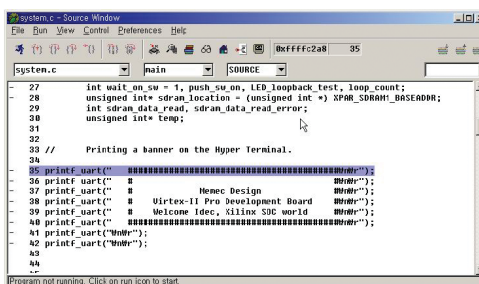 system.c - Source Window
File Run View Control Preferences Help
0xffffc2a8 35
system.c main SOURCE
27 int wait_on_sw = 1, push_sw_on, LED_loopback_test, loop_count;
28 unsigned int* sdram_location = (unsigned int *) XPAR_SDRAM1_BASEADDR;
29 int sdram_data_read, sdram_data_read_error;
30 unsigned int* temp;
31
32
33 // Printing a banner on the Hyper Terminal.
34
35 printf_uart(" ##########################################₩n₩r");
36 printf_uart(" # #₩n₩r");
37 printf_uart(" # Memec Design #₩n₩r");
38 printf_uart(" # Virtex-II Pro Development Board #₩n₩r");
39 printf_uart(" # Welcome Idec, Xilinx SOC world #₩n₩r");
40 printf_uart(" ##########################################₩n₩r");
41 printf_uart("₩n₩r");
42 printf_uart("₩n₩r");
43
44
Program not running. Click on run icon to start.